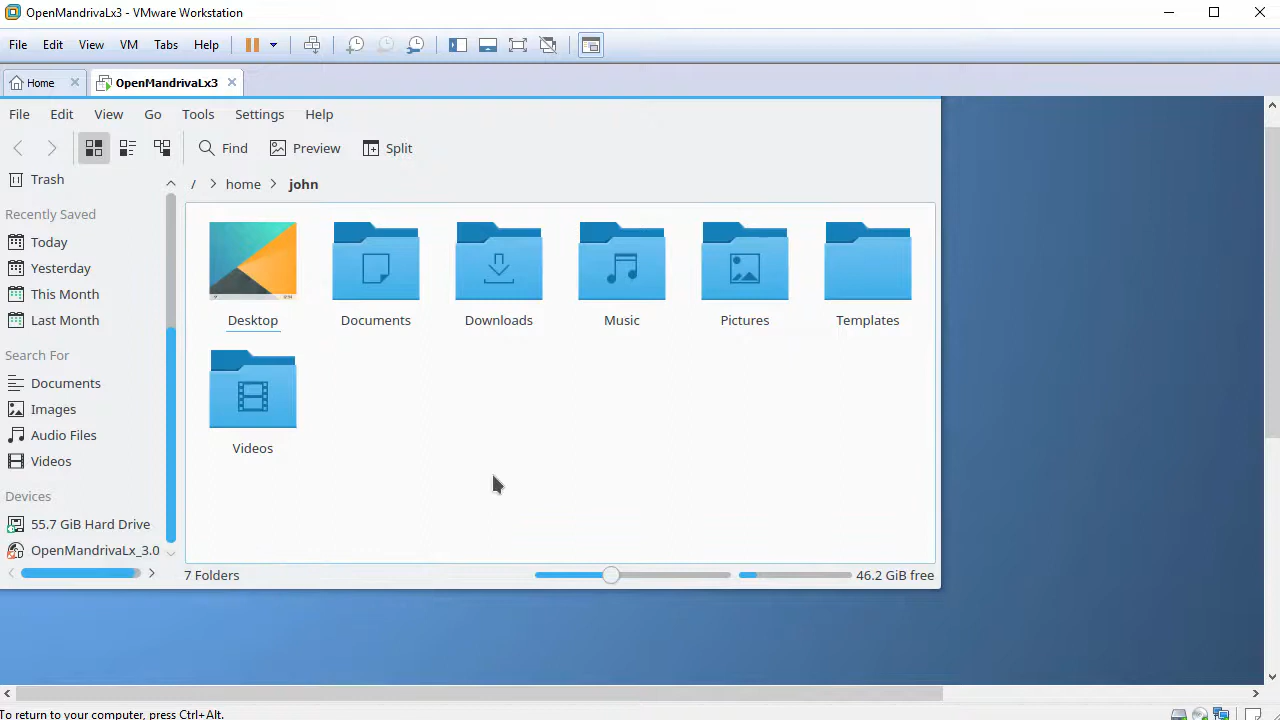 OpenMandrivaLx3 - VMware Workstation
File Edit View VM Tabs Help
Home OpenMandrivaLx3
File Edit View Go Tools Settings Help
Find Preview Split
/ > home > john
Trash
Recently Saved
Today
Yesterday
This Month
Last Month
Search For
Documents
Images
Audio Files
Videos
Devices
55.7 GiB Hard Drive
OpenMandrivaLx_3.0
Desktop Documents Downloads Music Pictures Templates
Videos
7 Folders 46.2 GiB free
To return to your computer, press Ctrl+Alt.